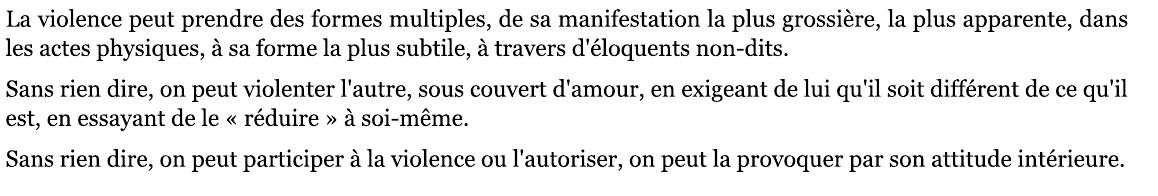 La violence peut prendre des formes multiples, de sa manifestation la plus grossière, la plus apparente, dans
les actes physiques, à sa forme la plus subtile, à travers d'éloquents non-dits.
Sans rien dire, on peut violenter l'autre, sous couvert d'amour, en exigeant de lui qu'il soit différent de ce qu'il
est, en essayant de le « réduire » à soi-même.
Sans rien dire, on peut participer à la violence ou l'autoriser, on peut la provoquer par son attitude intérieure.